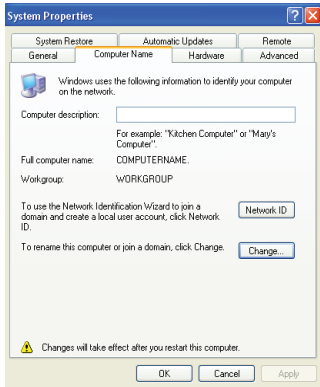 System Properties
System Restore Automatic Updates Remote
General Computer Name Hardware Advanced
Windows uses the following information to identify your computer
on the network.
Computer description:
For example: "Kitchen Computer" or "Mary's
Computer".
Full computer name: COMPUTERNAME.
Workgroup: WORKGROUP
To use the Network Identification Wizard to join a
domain and create a local user account, click Network
ID.
Network ID
To rename this computer or join a domain, click Change.
Change...
Changes will take effect after you restart this computer.
OK Cancel Apply